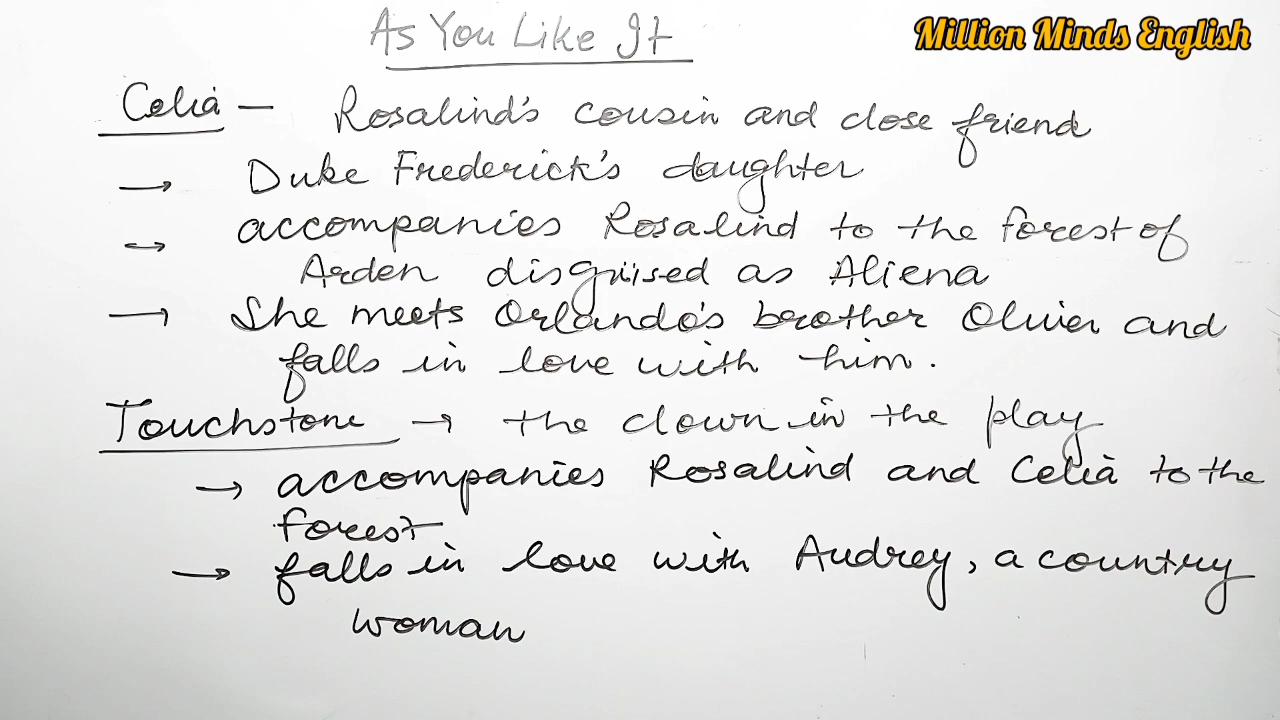 As You Like It
Million Minds English
Celia — Rosalind's cousin and close friend
→ Duke Frederick's daughter
→ accompanies Rosalind to the forest of
Arden disguised as Aliena
→ She meets Orlando's brother Oliver and
falls in love with him.
Touchstone → the clown in the play
→ accompanies Rosalind and Celia to the
forest
→ falls in love with Audrey, a country
woman